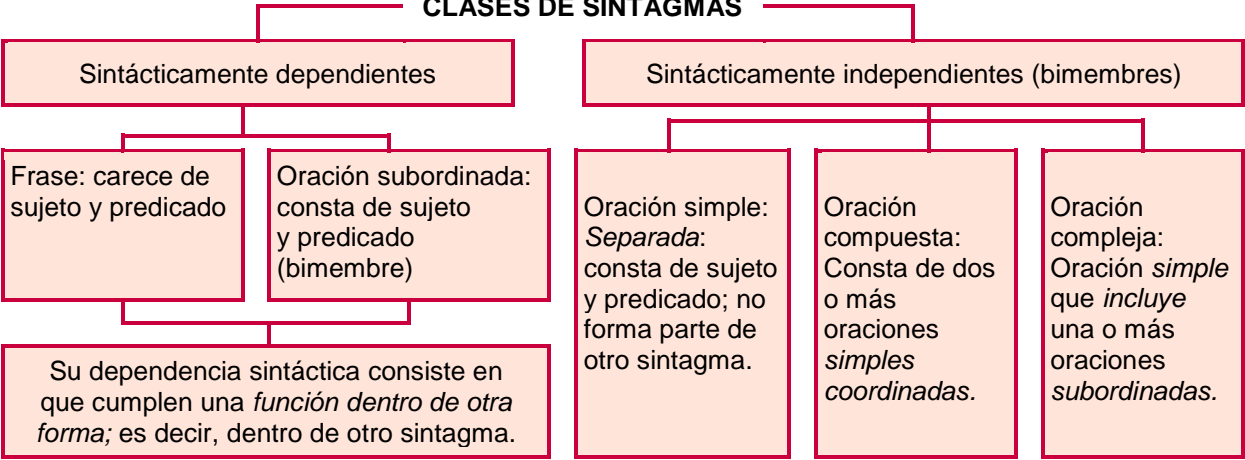 CLASES DE SINTAGMAS
Sintácticamente dependientes
Sintácticamente independientes (bimembres)
Frase: carece de
sujeto y predicado
Oración subordinada:
consta de sujeto
y predicado
(bimembre)
Oración simple:
Separada:
consta de sujeto
y predicado; no
forma parte de
otro sintagma.
Oración
compuesta:
Consta de dos
o más
oraciones
simples
coordinadas.
Oración
compleja:
Oración simple
que incluye
una o más
oraciones
subordinadas.
Su dependencia sintáctica consiste en
que cumplen una función dentro de otra
forma; es decir, dentro de otro sintagma.